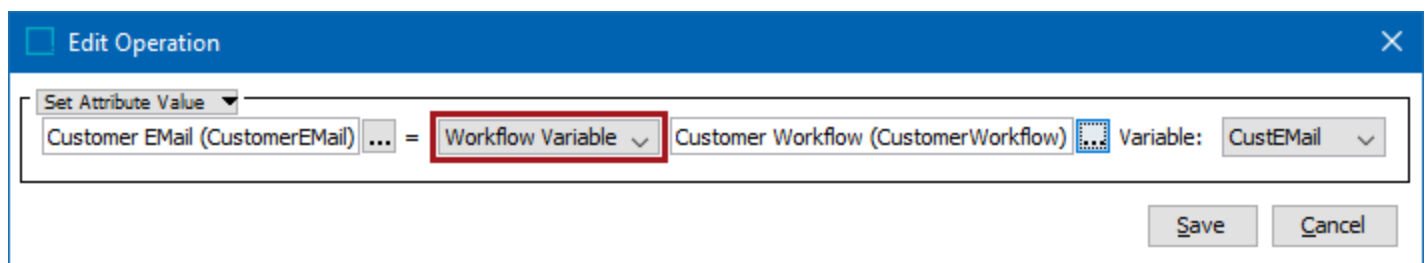 Edit Operation
Set Attribute Value
Customer EMail (CustomerEMail) ... = Workflow Variable Customer Workflow (CustomerWorkflow) ... Variable: CustEMail
Save Cancel